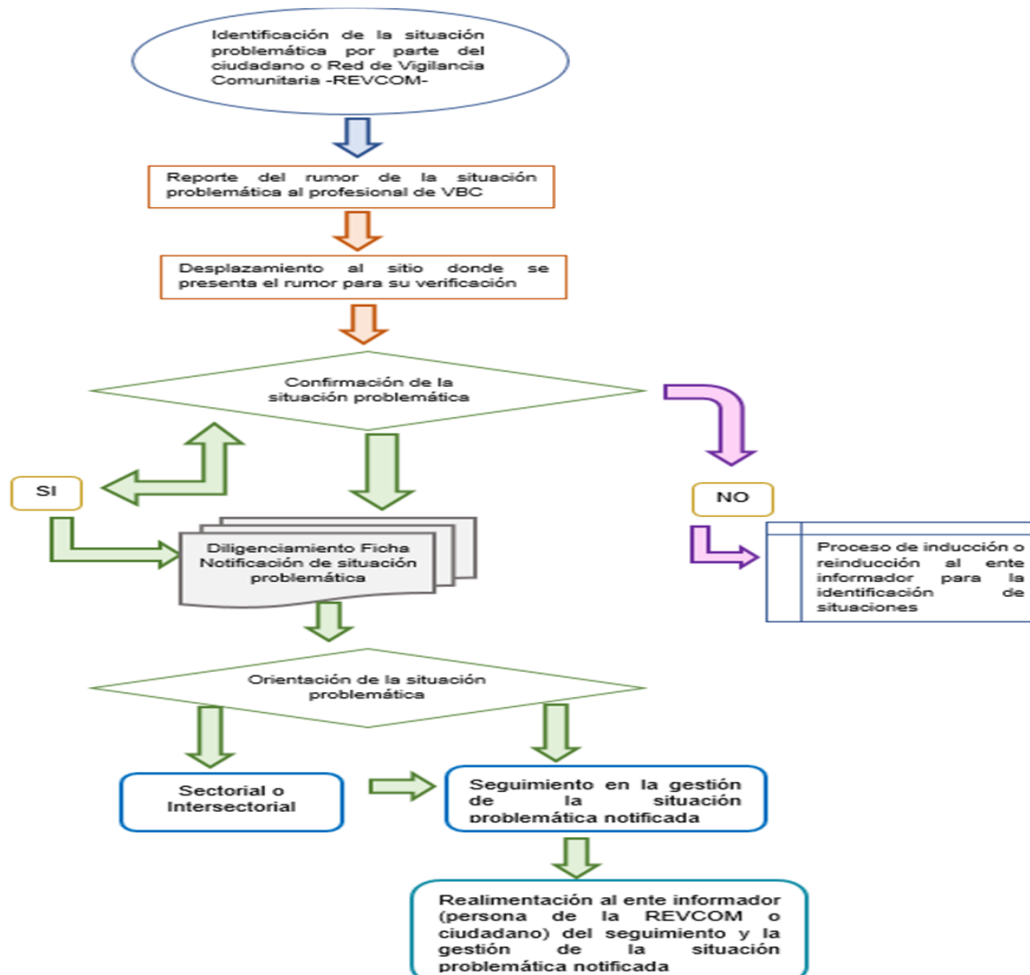 Identificación de la situación
problemática por parte del
ciudadano o Red de Vigilancia
Comunitaria -REVCOM-
Reporte del rumor de la situación
problemática al profesional de VBC
Desplazamiento al sitio donde se
presenta el rumor para su verificación
Confirmación de la
situación problemática
SI
NO
Diligenciamiento Ficha
Notificación de situación
problemática
Proceso de inducción o
reinducción al ente
informador para la
identificación de
situaciones
Orientación de la situación
problemática
Sectorial o
Intersectorial
Seguimiento en la gestión
de la situación
problemática notificada
Realimentación al ente informador
(persona de la REVCOM o
ciudadano) del seguimiento y la
gestión de la situación
problemática notificada